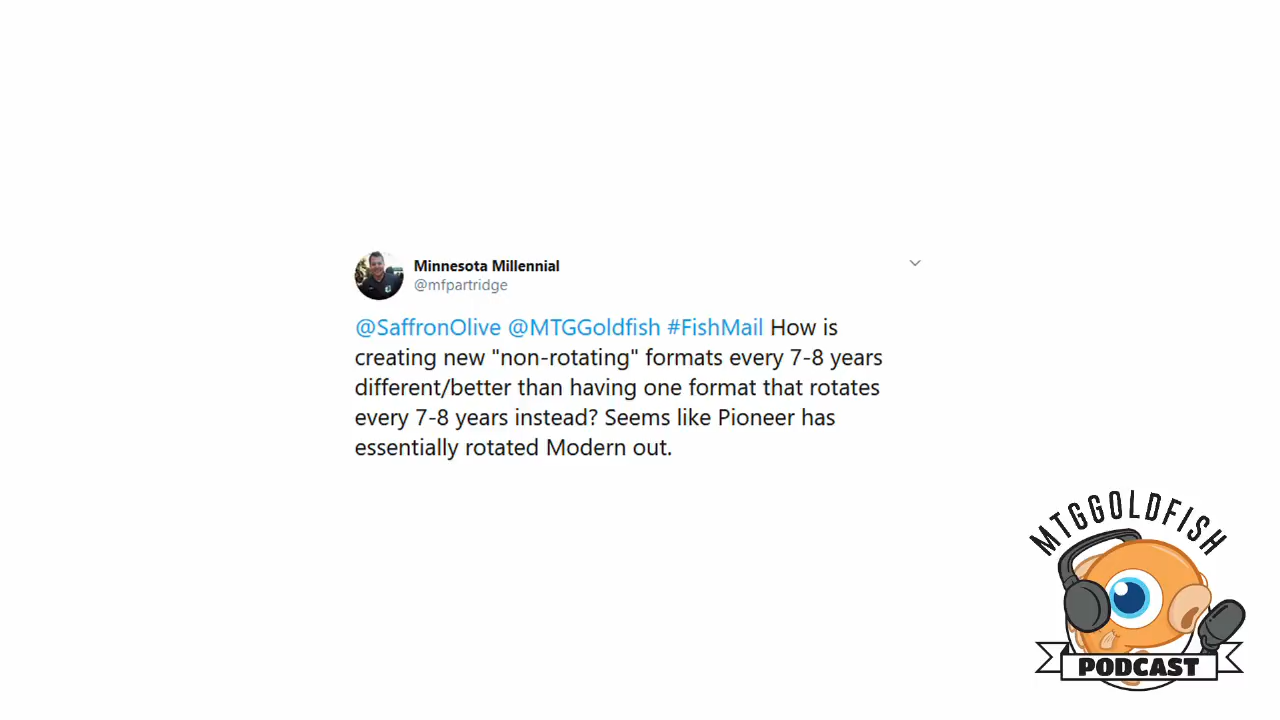 Minnesota Millennial
@mfpartridge
@SaffronOlive @MTGGoldfish #FishMail How is
creating new "non-rotating" formats every 7-8 years
different/better than having one format that rotates
every 7-8 years instead? Seems like Pioneer has
essentially rotated Modern out.
MTGGOLDFISH
PODCAST